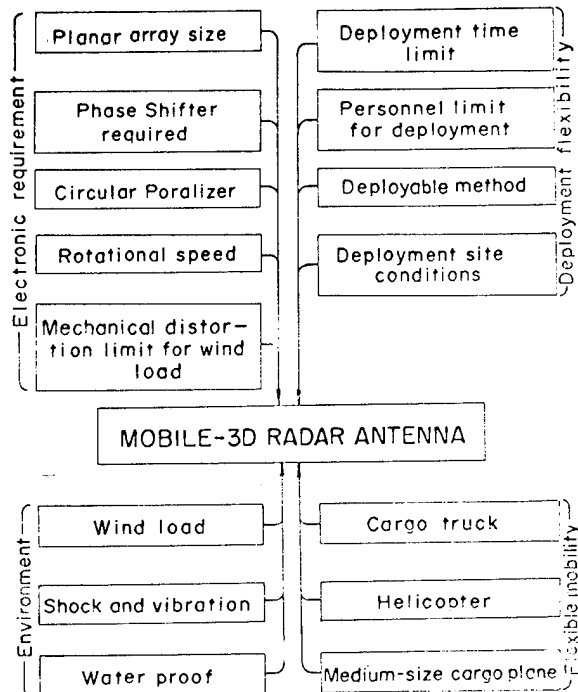 Electronic requirement
Planar array size
Phase Shifter
required
Circular Poralizer
Rotational speed
Mechanical distor-
tion limit for wind
load
Deployment flexibility
Deployment time
limit
Personnel limit
for deployment
Deployable method
Deployment site
conditions
MOBILE-3D RADAR ANTENNA
Environment
Wind load
Shock and vibration
Water proof
Flexible mobility
Cargo truck
Helicopter
Medium-size cargo plane